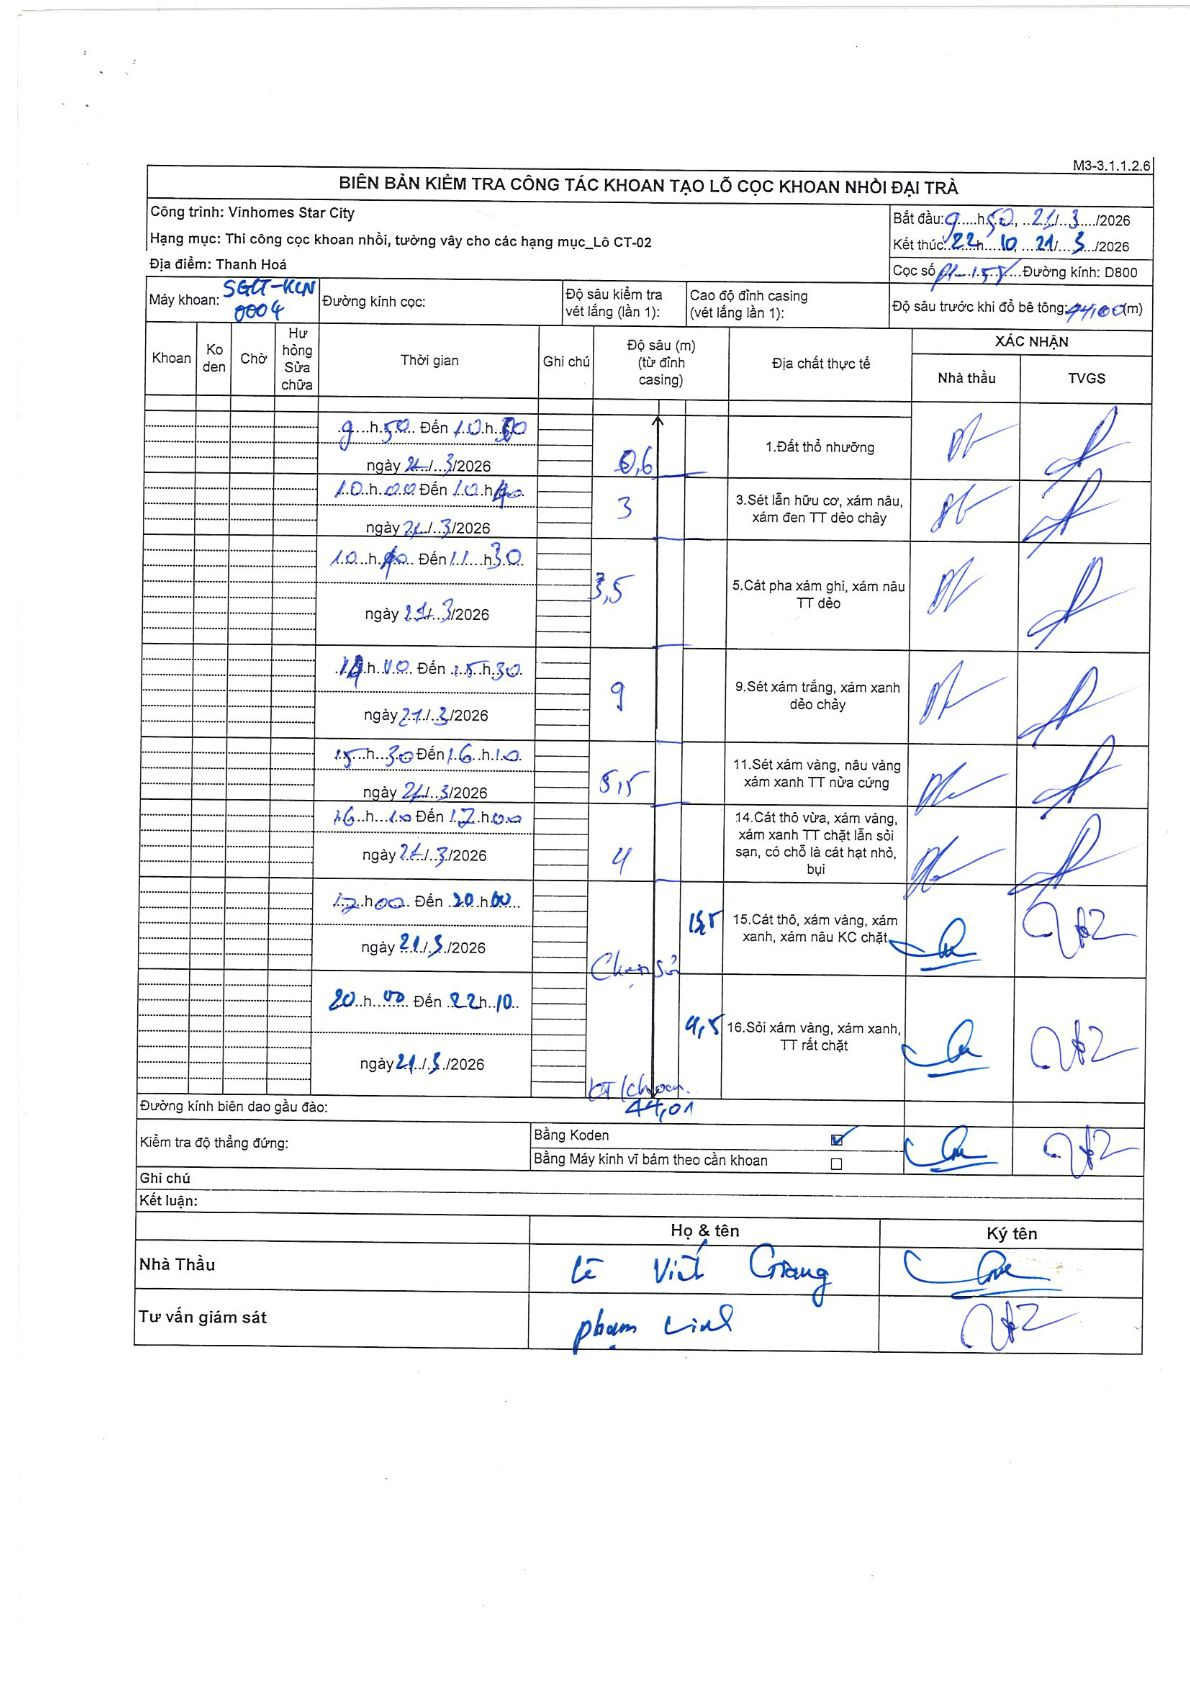 M3-3.1.1.2.6
BIÊN BẢN KIỂM TRA CÔNG TÁC KHOAN TẠO LỖ CỌC KHOAN NHỒI ĐẠI TRÀ
Công trình: Vinhomes Star City
Bắt đầu: 9 h 50, 21/ 3 /2026
Hạng mục: Thi công cọc khoan nhồi, tường vây cho các hạng mục_Lô CT-02
Kết thúc: 22h 10, 21/ 3 /2026
Địa điểm: Thanh Hoá
Cọc số P1-155 Đường kính: D800
Máy khoan: SGCT-KCN 0004
Đường kính cọc:
Độ sâu kiểm tra vét lắng (lần 1):
Cao độ đỉnh casing (vét lắng lần 1):
Độ sâu trước khi đổ bê tông: (m)
Khoan
Ko den
Chờ
Hư hỏng Sửa chữa
Thời gian
Ghi chú
Độ sâu (m) (từ đỉnh casing)
Địa chất thực tế
XÁC NHẬN
Nhà thầu
TVGS
9 h 50 Đến 10 h
ngày 21/ 3/2026
0,6
1.Đất thổ nhưỡng
10 h 00 Đến 10 h 40
ngày 21/ 3/2026
3
3.Sét lẫn hữu cơ, xám nâu,
xám đen TT dẻo chảy
10 h 40 Đến 11 h 30
ngày 21/ 3/2026
3,5
5.Cát pha xám ghi, xám nâu
TT dẻo
14 h 10 Đến 15 h 30
ngày 21/ 3/2026
9
9.Sét xám trắng, xám xanh
dẻo chảy
15 h 30 Đến 16 h 10
ngày 21/ 3/2026
5,5
11.Sét xám vàng, nâu vàng
xám xanh TT nửa cứng
16 h 10 Đến 17 h 00
ngày 21/ 3/2026
4
14.Cát thô vừa, xám vàng,
xám xanh TT chặt lẫn sỏi
sạn, có chỗ là cát hạt nhỏ,
bụi
17 h 00 Đến 20 h 00
ngày 21/ 3/2026
15.Cát thô, xám vàng, xám
xanh, xám nâu KC chặt
Chạm sỏi
20 h 00 Đến 22h 10
ngày 21/ 3/2026
4,5
16.Sỏi xám vàng, xám xanh,
TT rất chặt
KT khoan
44,01
Đường kính biên dao gầu đào:
Kiểm tra độ thẳng đứng:
Bằng Koden ☑
Bằng Máy kinh vĩ bám theo cần khoan ☐
Ghi chú
Kết luận:
Họ & tên
Ký tên
Nhà Thầu
Lê Viết Giang
Tư vấn giám sát
Phạm Linh